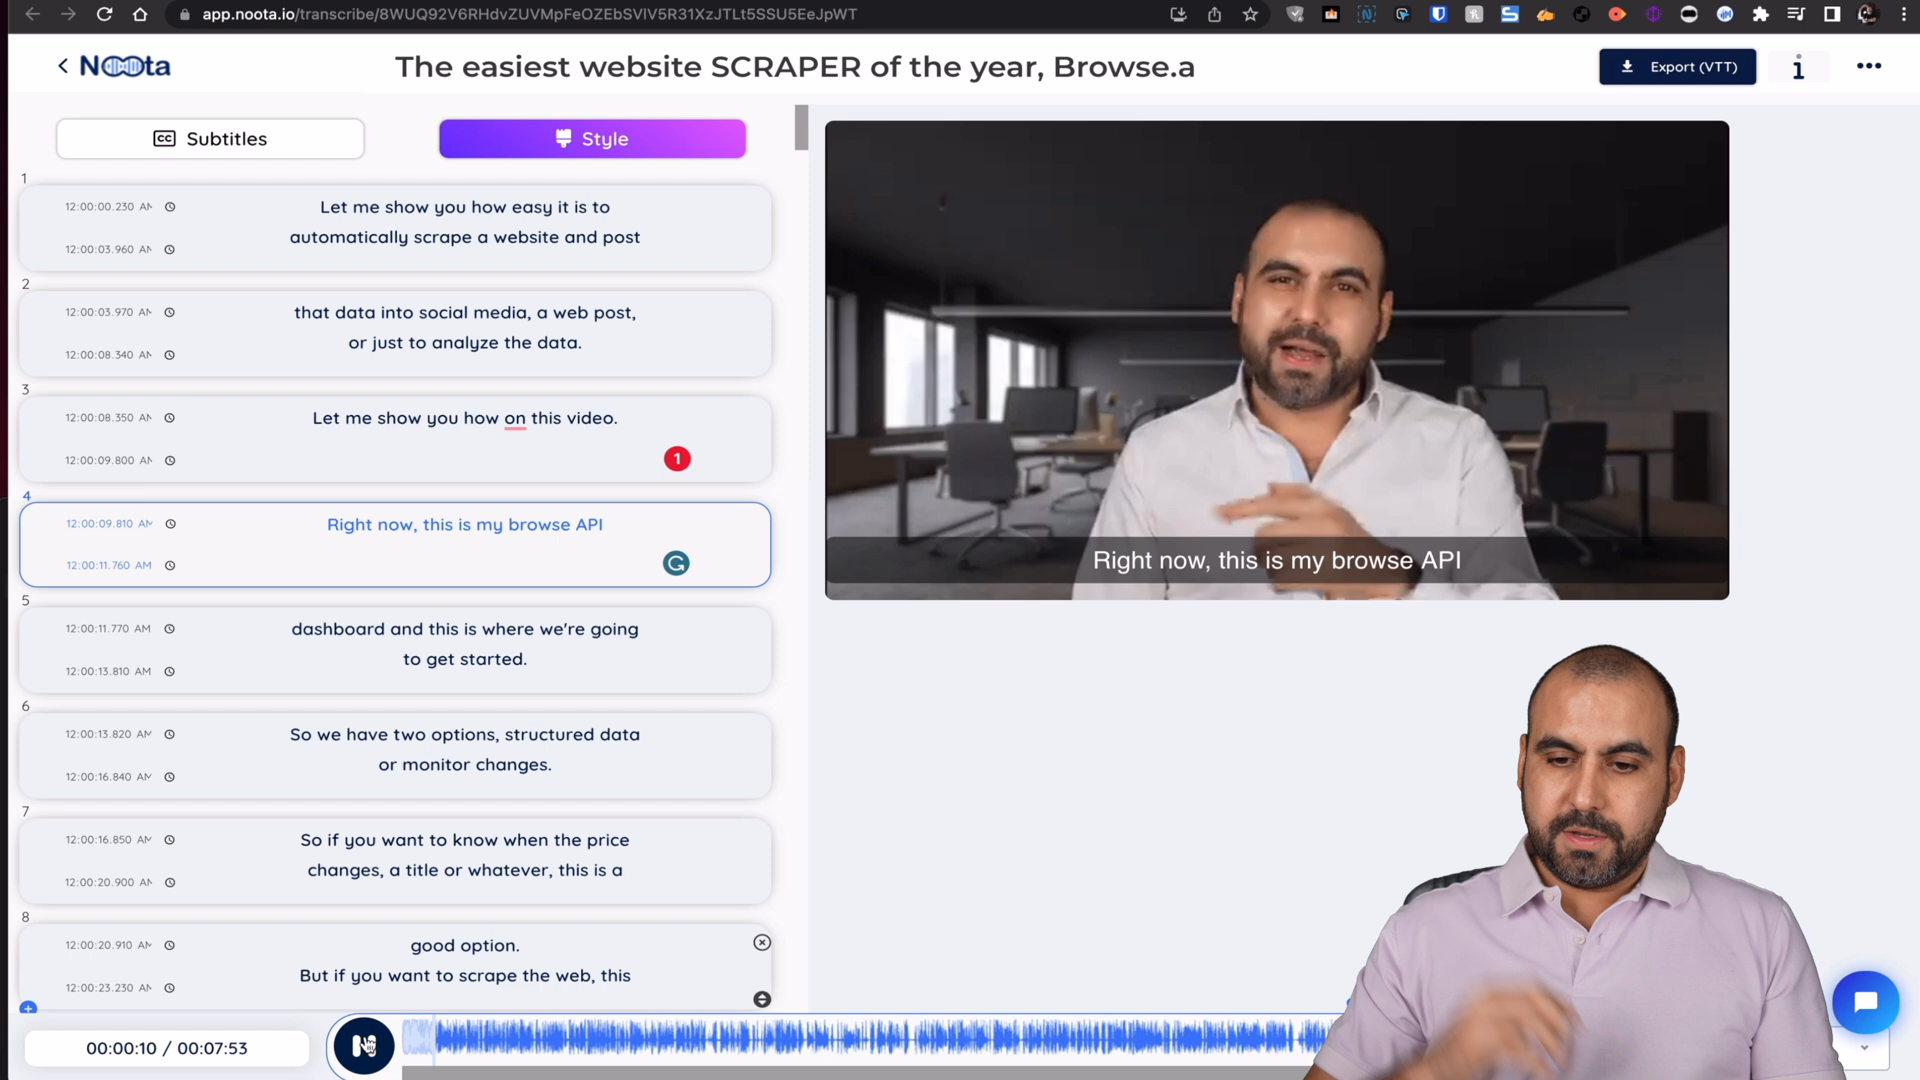 app.noota.io/transcribe/8WUQ92V6RHdvZUVMpFeOZEbSVlV5R31XzJTLt5SSU5EeJpWT
Noota
The easiest website SCRAPER of the year, Browse.a
Export (VTT)
Subtitles
Style
1
12:00:00.230 AM
Let me show you how easy it is to
automatically scrape a website and post
12:00:03.960 AM
2
12:00:03.970 AM
that data into social media, a web post,
or just to analyze the data.
12:00:08.340 AM
3
12:00:08.350 AM
Let me show you how on this video.
12:00:09.800 AM
1
4
12:00:09.810 AM
Right now, this is my browse API
12:00:11.760 AM
5
12:00:11.770 AM
dashboard and this is where we're going
to get started.
12:00:13.810 AM
6
12:00:13.820 AM
So we have two options, structured data
or monitor changes.
12:00:16.840 AM
7
12:00:16.850 AM
So if you want to know when the price
changes, a title or whatever, this is a
12:00:20.900 AM
8
12:00:20.910 AM
good option.
But if you want to scrape the web, this
12:00:23.230 AM
00:00:10 / 00:07:53
Right now, this is my browse API